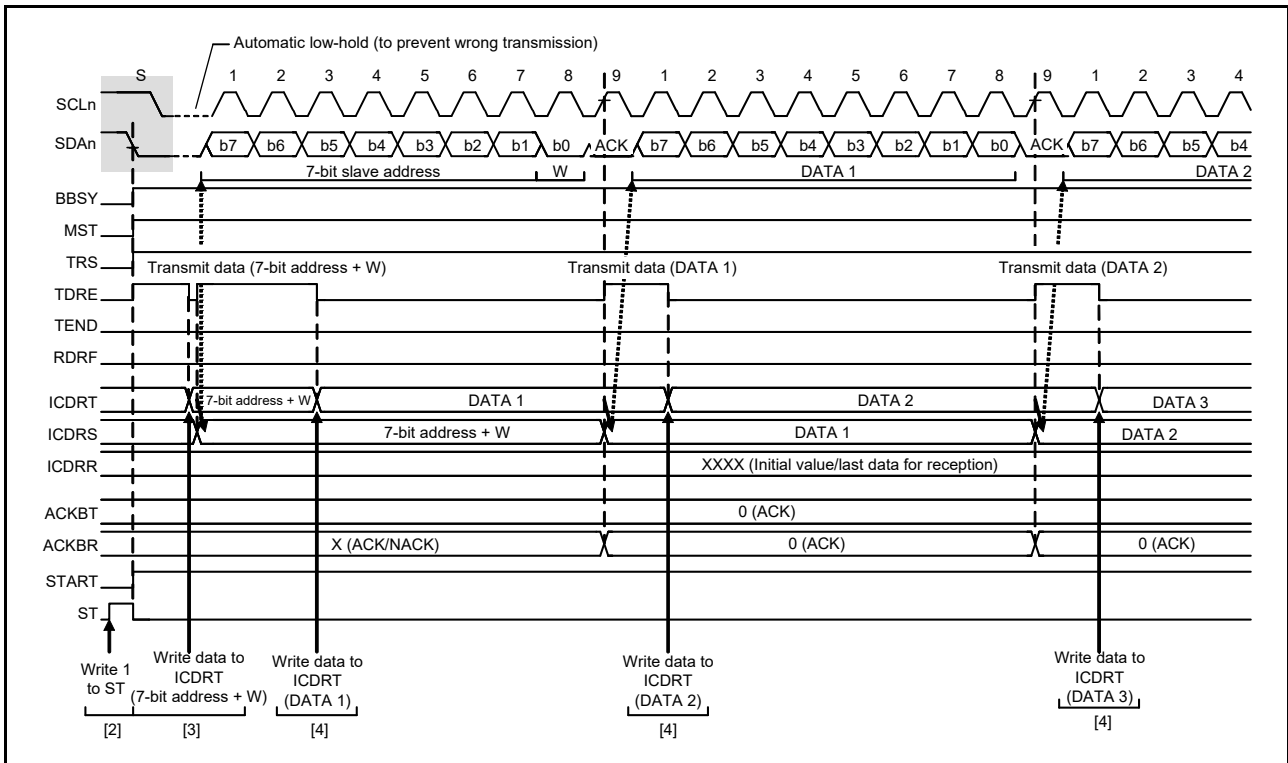 Automatic low-hold (to prevent wrong transmission)
S 1 2 3 4 5 6 7 8 9 1 2 3 4 5 6 7 8 9 1 2 3 4
SCLn
SDAn b7 b6 b5 b4 b3 b2 b1 b0 ACK b7 b6 b5 b4 b3 b2 b1 b0 ACK b7 b6 b5 b4
7-bit slave address W DATA 1 DATA 2
BBSY
MST
TRS
Transmit data (7-bit address + W) Transmit data (DATA 1) Transmit data (DATA 2)
TDRE
TEND
RDRF
ICDRT 7-bit address + W DATA 1 DATA 2 DATA 3
ICDRS 7-bit address + W DATA 1 DATA 2
ICDRR XXXX (Initial value/last data for reception)
ACKBT 0 (ACK)
ACKBR X (ACK/NACK) 0 (ACK) 0 (ACK)
START
ST
Write 1
to ST
[2]
Write data to
ICDRT
(7-bit address + W)
[3]
Write data to
ICDRT
(DATA 1)
[4]
Write data to
ICDRT
(DATA 2)
[4]
Write data to
ICDRT
(DATA 3)
[4]